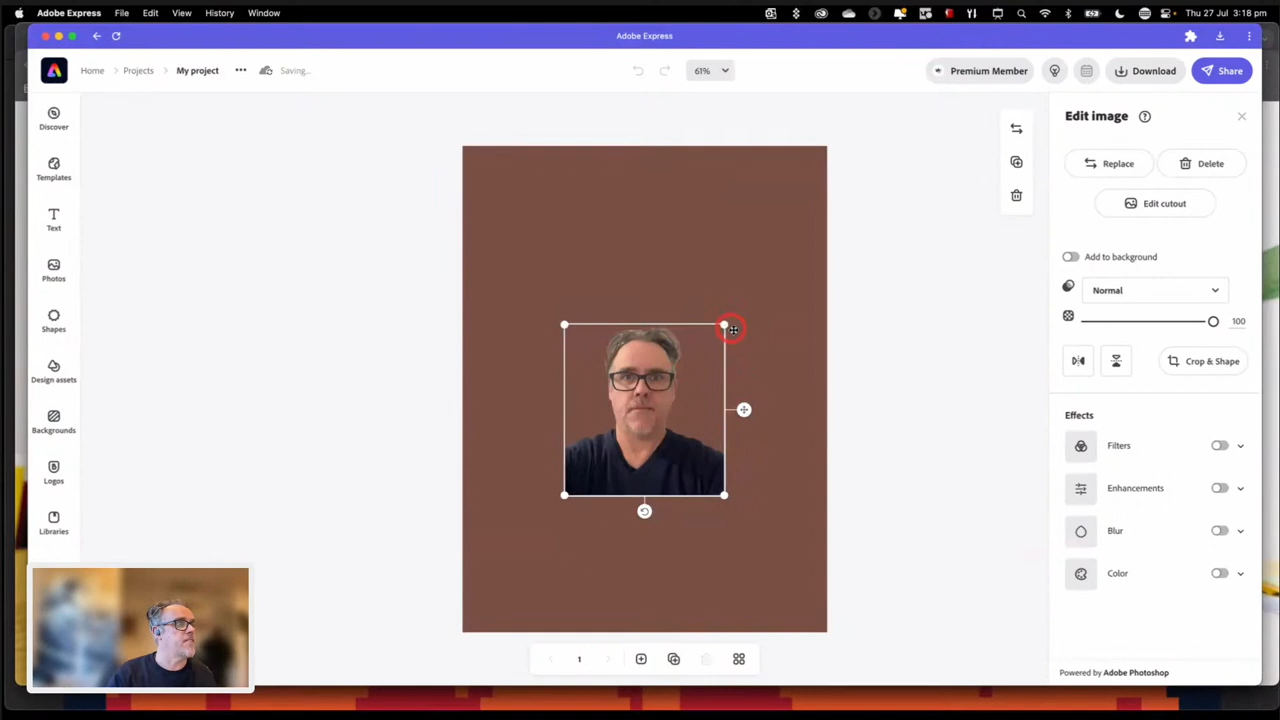 Adobe Express File Edit View History Window Thu 27 Jul 3:18 pm
Adobe Express
Home Projects My project Saving... 61% Premium Member Download Share
Discover
Templates
Text
Photos
Shapes
Design assets
Backgrounds
Logos
Libraries
1
Edit image
Replace Delete
Edit cutout
Add to background
Normal
100
Crop & Shape
Effects
Filters
Enhancements
Blur
Color
Powered by Adobe Photoshop